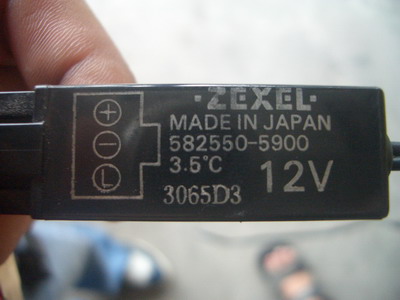 ·ZEXEL·
MADE IN JAPAN
582550-5900
3.5°C
12V
3065D3
+
−
L